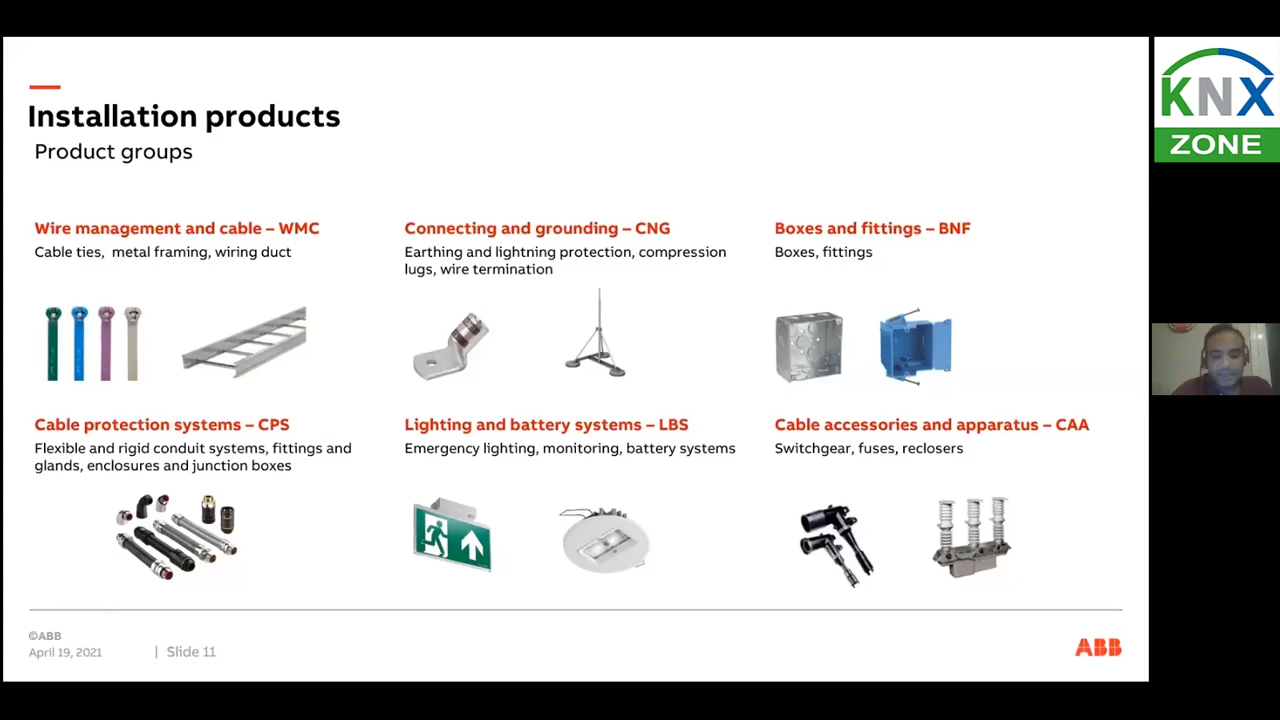 Installation products
Product groups
Wire management and cable – WMC
Cable ties,  metal framing, wiring duct
Connecting and grounding – CNG
Earthing and lightning protection, compression
lugs, wire termination
Boxes and fittings – BNF
Boxes, fittings
Cable protection systems – CPS
Flexible and rigid conduit systems, fittings and
glands, enclosures and junction boxes
Lighting and battery systems – LBS
Emergency lighting, monitoring, battery systems
Cable accessories and apparatus – CAA
Switchgear, fuses, reclosers
©ABB
April 19, 2021
| Slide 11
ABB
KNX
ZONE